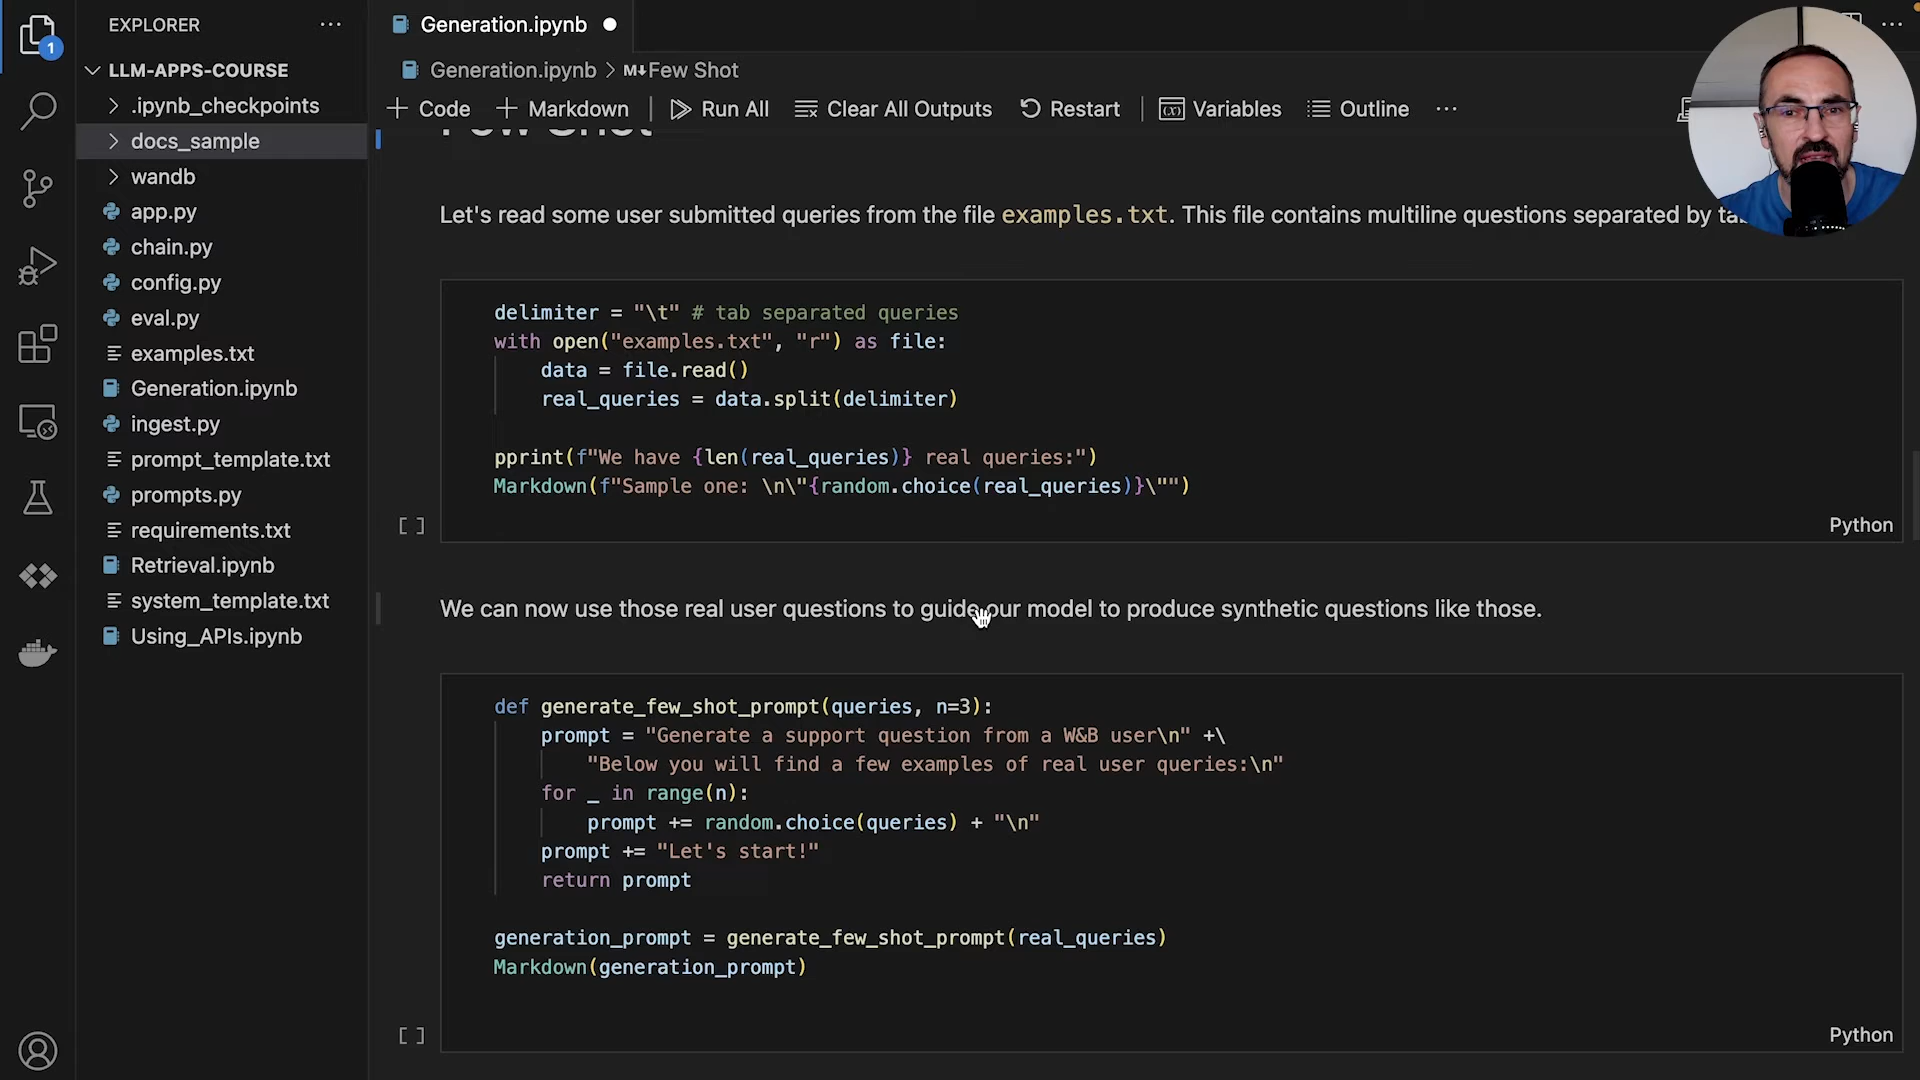 EXPLORER
1
LLM-APPS-COURSE
.ipynb_checkpoints
docs_sample
wandb
app.py
chain.py
config.py
eval.py
examples.txt
Generation.ipynb
ingest.py
prompt_template.txt
prompts.py
requirements.txt
Retrieval.ipynb
system_template.txt
Using_APIs.ipynb
Generation.ipynb
Generation.ipynb > M↓Few Shot
+ Code + Markdown | Run All Clear All Outputs Restart | Variables Outline ...
Few Shot
Let's read some user submitted queries from the file examples.txt. This file contains multiline questions separated by
delimiter = "\t" # tab separated queries
with open("examples.txt", "r") as file:
    data = file.read()
    real_queries = data.split(delimiter)
pprint(f"We have {len(real_queries)} real queries:")
Markdown(f"Sample one: \n\"{random.choice(real_queries)}\"")
[ ]
Python
We can now use those real user questions to guide our model to produce synthetic questions like those.
def generate_few_shot_prompt(queries, n=3):
    prompt = "Generate a support question from a W&B user\n" +\
        "Below you will find a few examples of real user queries:\n"
    for _ in range(n):
        prompt += random.choice(queries) + "\n"
    prompt += "Let's start!"
    return prompt
generation_prompt = generate_few_shot_prompt(real_queries)
Markdown(generation_prompt)
[ ]
Python